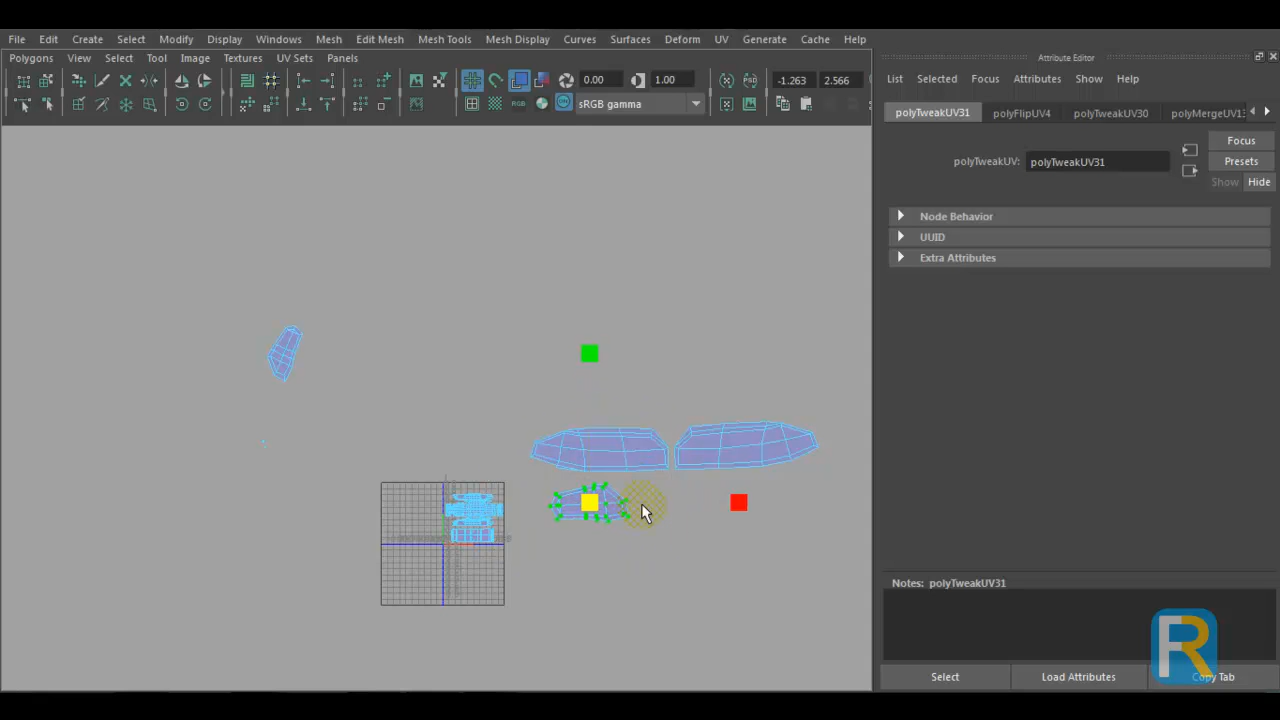 File Edit Create Select Modify Display Windows Mesh Edit Mesh Mesh Tools Mesh Display Curves Surfaces Deform UV Generate Cache Help
Polygons View Select Tool Image Textures UV Sets Panels
0.00 1.00 -1.263 2.566
RGB sRGB gamma
Attribute Editor
List Selected Focus Attributes Show Help
polyTweakUV31 polyFlipUV4 polyTweakUV30 polyMergeUV1
Focus
polyTweakUV: polyTweakUV31 Presets
Show Hide
Node Behavior
UUID
Extra Attributes
Notes: polyTweakUV31
Select Load Attributes Copy Tab